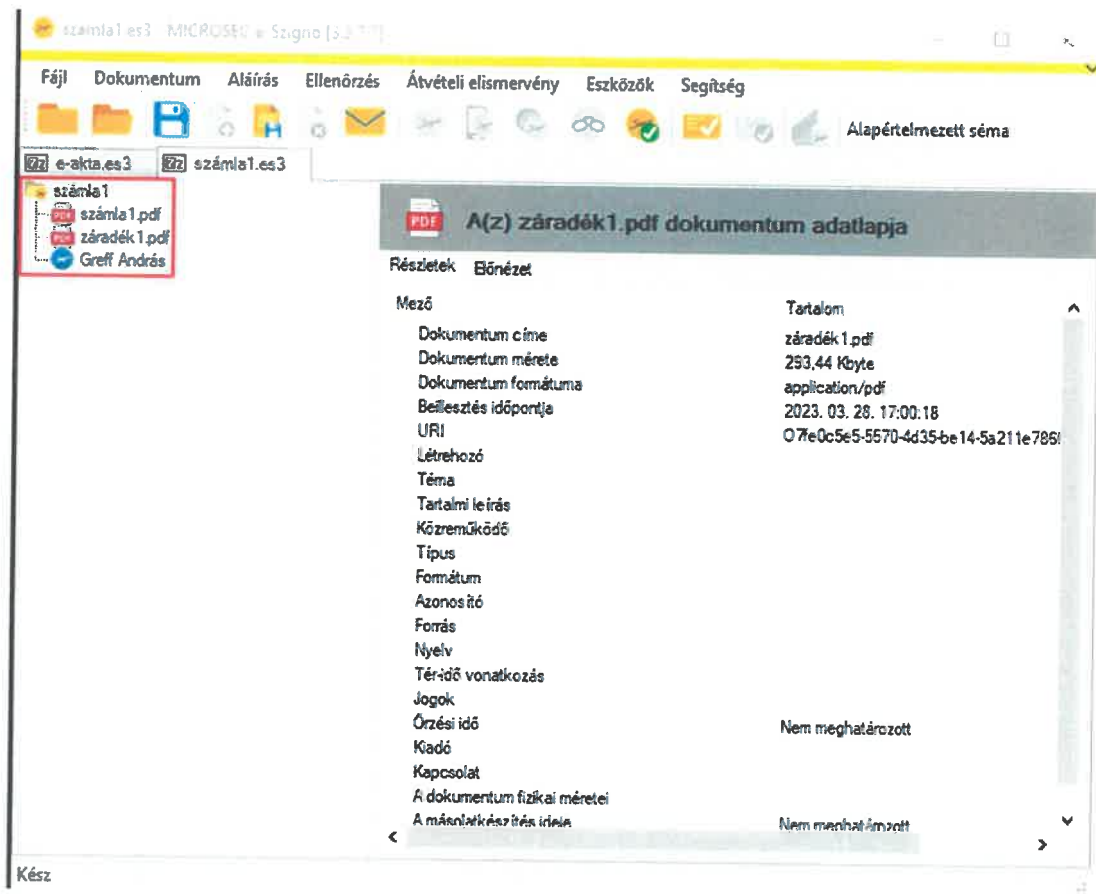 számla1.es3 - MICROSEC e-Szigno
Fájl Dokumentum Aláírás Ellenőrzés Átvételi elismervény Eszközök Segítség
Alapértelmezett séma
e-akta.es3 számla1.es3
számla1
számla1.pdf
záradék1.pdf
Greff András
PDF A(z) záradék1.pdf dokumentum adatlapja
Részletek Előnézet
Mező Tartalom
Dokumentum címe záradék1.pdf
Dokumentum mérete 293,44 Kbyte
Dokumentum formátuma application/pdf
Beillesztés időpontja 2023. 03. 28. 17:00:18
URI O7fe0c5e5-5570-4d35-be14-5a211e786
Létrehozó
Téma
Tartalmi leírás
Közreműködő
Típus
Formátum
Azonosító
Forrás
Nyelv
Tér-idő vonatkozás
Jogok
Őrzési idő Nem meghatározott
Kiadó
Kapcsolat
A dokumentum fizikai méretei
A másolatkészítés ideje Nem meghatározott
Kész